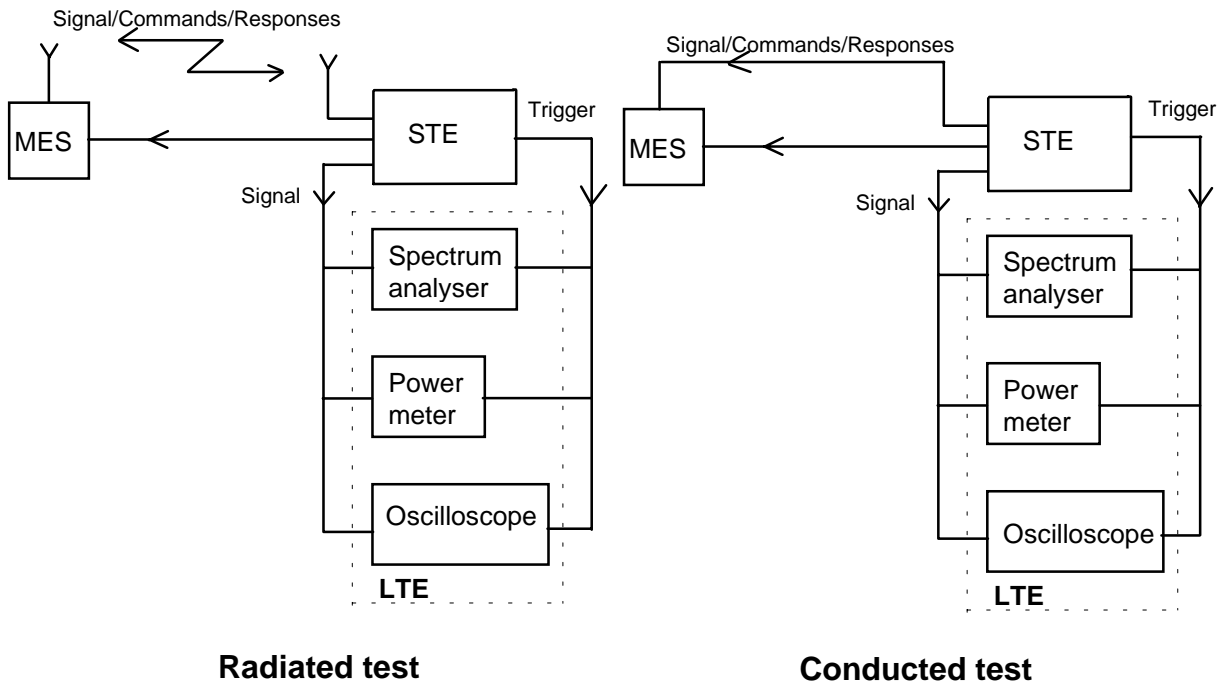 Signal/Commands/Responses
MES
STE
Trigger
Signal
Spectrum
analyser
Power
meter
Oscilloscope
LTE
Radiated test
Signal/Commands/Responses
MES
STE
Trigger
Signal
Spectrum
analyser
Power
meter
Oscilloscope
LTE
Conducted test